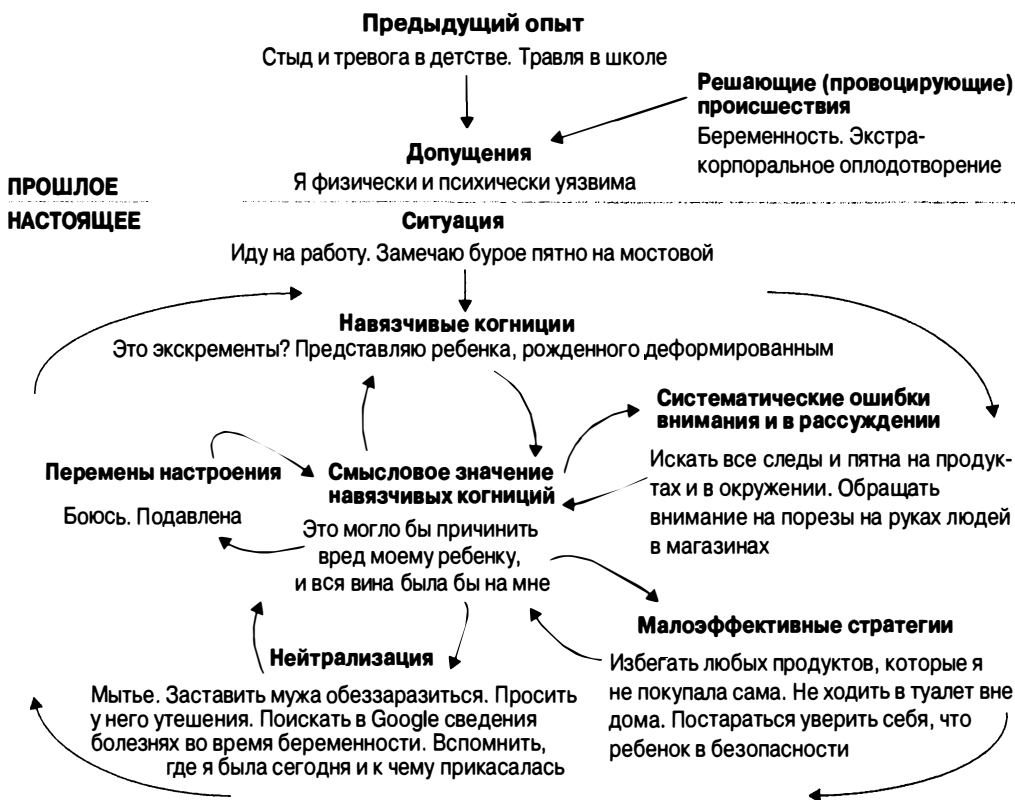 Предыдущий опыт
Стыд и тревога в детстве. Травля в школе
Решающие (провоцирующие)
происшествия
Беременность. Экстра-
корпоральное оплодотворение
Допущения
Я физически и психически уязвима
ПРОШЛОЕ
НАСТОЯЩЕЕ
Ситуация
Иду на работу. Замечаю бурое пятно на мостовой
Навязчивые когниции
Это экскременты? Представляю ребенка, рожденного деформированным
Систематические ошибки
внимания и в рассуждении
Искать все следы и пятна на продук-
тах и в окружении. Обращать
внимание на порезы на руках людей
в магазинах
Перемены настроения
Боюсь. Подавлена
Смысловое значение
навязчивых когниций
Это могло бы причинить
вред моему ребенку,
и вся вина была бы на мне
Малоэффективные стратегии
Избегать любых продуктов, которые я
не покупала сама. Не ходить в туалет вне
дома. Постараться уверить себя, что
ребенок в безопасности
Нейтрализация
Мытье. Заставить мужа обеззаразиться. Просить
у него утешения. Поискать в Google сведения
болезнях во время беременности. Вспомнить,
где я была сегодня и к чему прикасалась